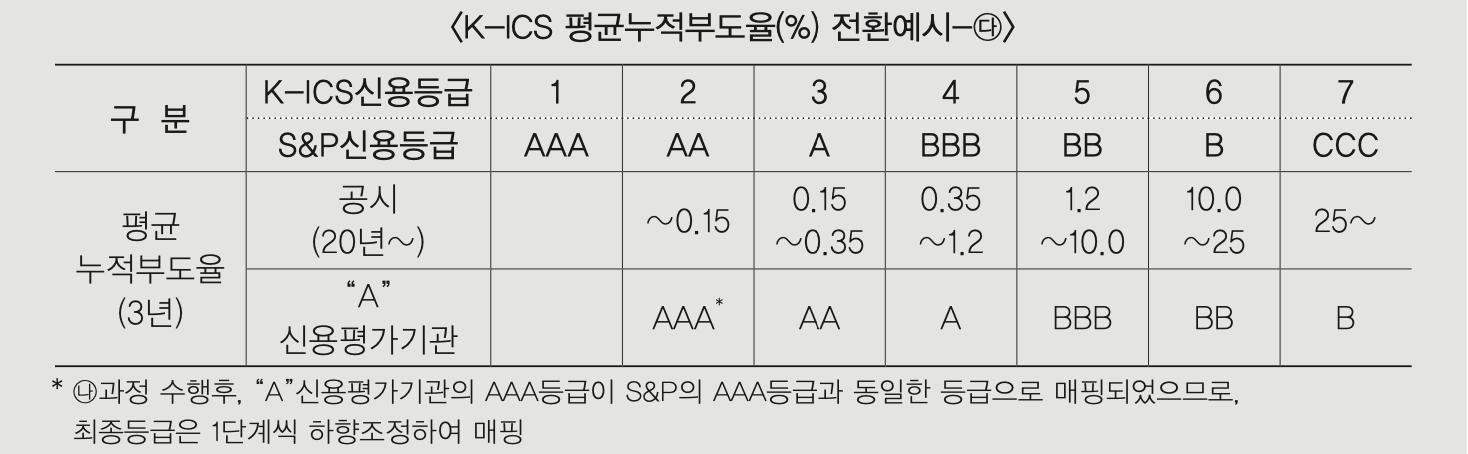 〈K-ICS 평균누적부도율(%) 전환예시-㉰〉
구 분 K-ICS신용등급 1 2 3 4 5 6 7
S&P신용등급 AAA AA A BBB BB B CCC
평균 누적부도율 (3년)
공시 (20년~) ~0.15 0.15 ~0.35 0.35 ~1.2 1.2 ~10.0 10.0 ~25 25~
“A” 신용평가기관 AAA* AA A BBB BB B
* ㉯과정 수행후, “A”신용평가기관의 AAA등급이 S&P의 AAA등급과 동일한 등급으로 매핑되었으므로,
최종등급은 1단계씩 하향조정하여 매핑